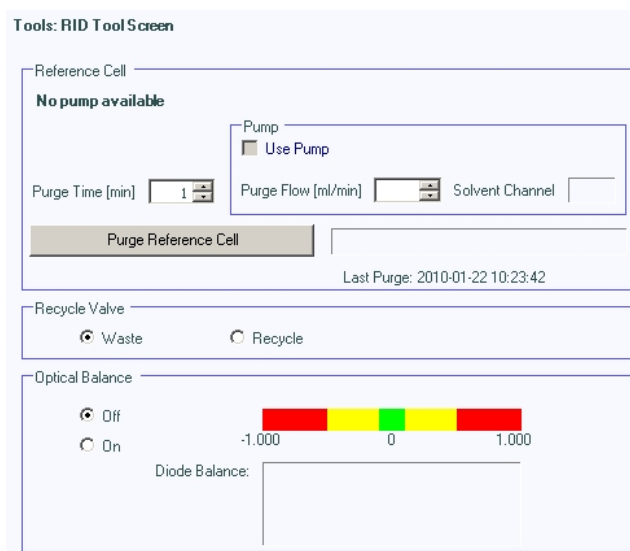 Tools: RID Tool Screen
Reference Cell
No pump available
Pump
Use Pump
Purge Time [min] 1 Purge Flow [ml/min] Solvent Channel
Purge Reference Cell
Last Purge: 2010-01-22 10:23:42
Recycle Valve
Waste Recycle
Optical Balance
Off
On
-1.000 0 1.000
Diode Balance: